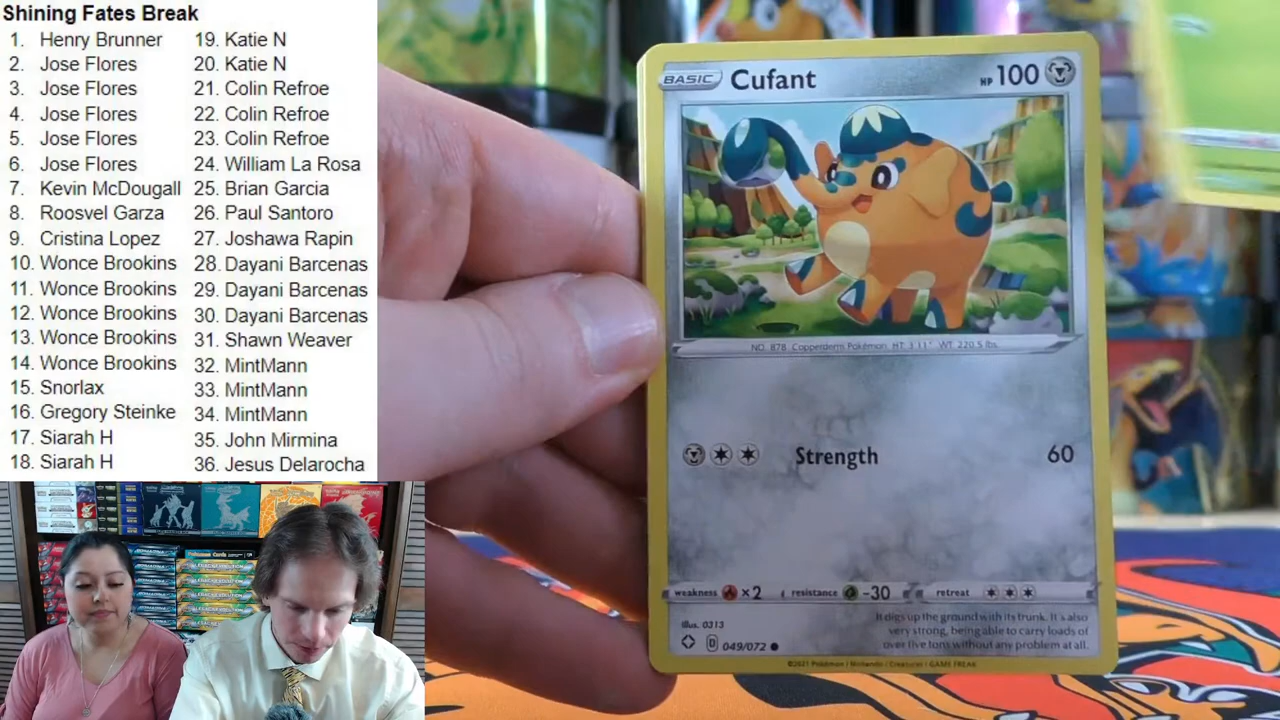 Shining Fates Break
1. Henry Brunner
2. Jose Flores
3. Jose Flores
4. Jose Flores
5. Jose Flores
6. Jose Flores
7. Kevin McDougall
8. Roosvel Garza
9. Cristina Lopez
10. Wonce Brookins
11. Wonce Brookins
12. Wonce Brookins
13. Wonce Brookins
14. Wonce Brookins
15. Snorlax
16. Gregory Steinke
17. Siarah H
18. Siarah H
19. Katie N
20. Katie N
21. Colin Refroe
22. Colin Refroe
23. Colin Refroe
24. William La Rosa
25. Brian Garcia
26. Paul Santoro
27. Joshawa Rapin
28. Dayani Barcenas
29. Dayani Barcenas
30. Dayani Barcenas
31. Shawn Weaver
32. MintMann
33. MintMann
34. MintMann
35. John Mirmina
36. Jesus Delarocha
BASIC Cufant HP 100
NO. 878 Copperderm Pokémon HT: 3'11" WT: 220.5 lbs.
Strength 60
weakness ×2 resistance -30 retreat
Illus. 0313
D 049/072
It digs up the ground with its trunk. It's also
very strong, being able to carry loads of
over five tons without any problem at all.
©2021 Pokémon / Nintendo / Creatures / GAME FREAK